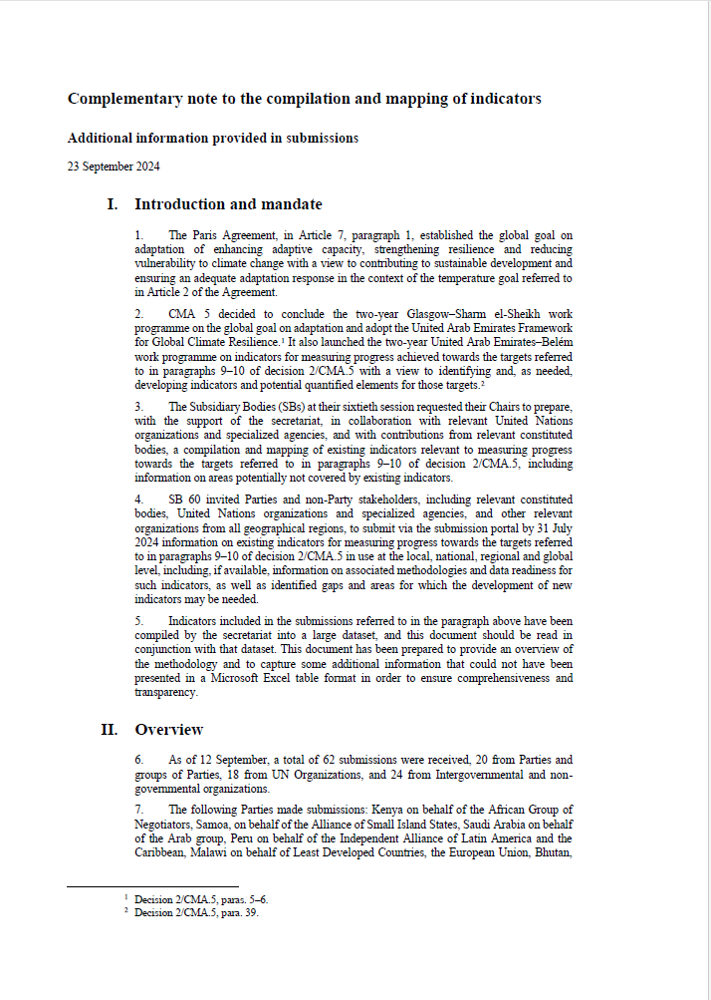 Complementary note to the compilation and mapping of indicators
Additional information provided in submissions
23 September 2024
I. Introduction and mandate
1. The Paris Agreement, in Article 7, paragraph 1, established the global goal on
adaptation of enhancing adaptive capacity, strengthening resilience and reducing
vulnerability to climate change with a view to contributing to sustainable development and
ensuring an adequate adaptation response in the context of the temperature goal referred to
in Article 2 of the Agreement.
2. CMA 5 decided to conclude the two-year Glasgow–Sharm el-Sheikh work
programme on the global goal on adaptation and adopt the United Arab Emirates Framework
for Global Climate Resilience.¹ It also launched the two-year United Arab Emirates–Belém
work programme on indicators for measuring progress achieved towards the targets referred
to in paragraphs 9–10 of decision 2/CMA.5 with a view to identifying and, as needed,
developing indicators and potential quantified elements for those targets.²
3. The Subsidiary Bodies (SBs) at their sixtieth session requested their Chairs to prepare,
with the support of the secretariat, in collaboration with relevant United Nations
organizations and specialized agencies, and with contributions from relevant constituted
bodies, a compilation and mapping of existing indicators relevant to measuring progress
towards the targets referred to in paragraphs 9–10 of decision 2/CMA.5, including
information on areas potentially not covered by existing indicators.
4. SB 60 invited Parties and non-Party stakeholders, including relevant constituted
bodies, United Nations organizations and specialized agencies, and other relevant
organizations from all geographical regions, to submit via the submission portal by 31 July
2024 information on existing indicators for measuring progress towards the targets referred
to in paragraphs 9–10 of decision 2/CMA.5 in use at the local, national, regional and global
level, including, if available, information on associated methodologies and data readiness for
such indicators, as well as identified gaps and areas for which the development of new
indicators may be needed.
5. Indicators included in the submissions referred to in the paragraph above have been
compiled by the secretariat into a large dataset, and this document should be read in
conjunction with that dataset. This document has been prepared to provide an overview of
the methodology and to capture some additional information that could not have been
presented in a Microsoft Excel table format in order to ensure comprehensiveness and
transparency.
II. Overview
6. As of 12 September, a total of 62 submissions were received, 20 from Parties and
groups of Parties, 18 from UN Organizations, and 24 from Intergovernmental and non-
governmental organizations.
7. The following Parties made submissions: Kenya on behalf of the African Group of
Negotiators, Samoa, on behalf of the Alliance of Small Island States, Saudi Arabia on behalf
of the Arab group, Peru on behalf of the Independent Alliance of Latin America and the
Caribbean, Malawi on behalf of Least Developed Countries, the European Union, Bhutan,
¹ Decision 2/CMA.5, paras. 5–6.
² Decision 2/CMA.5, para. 39.